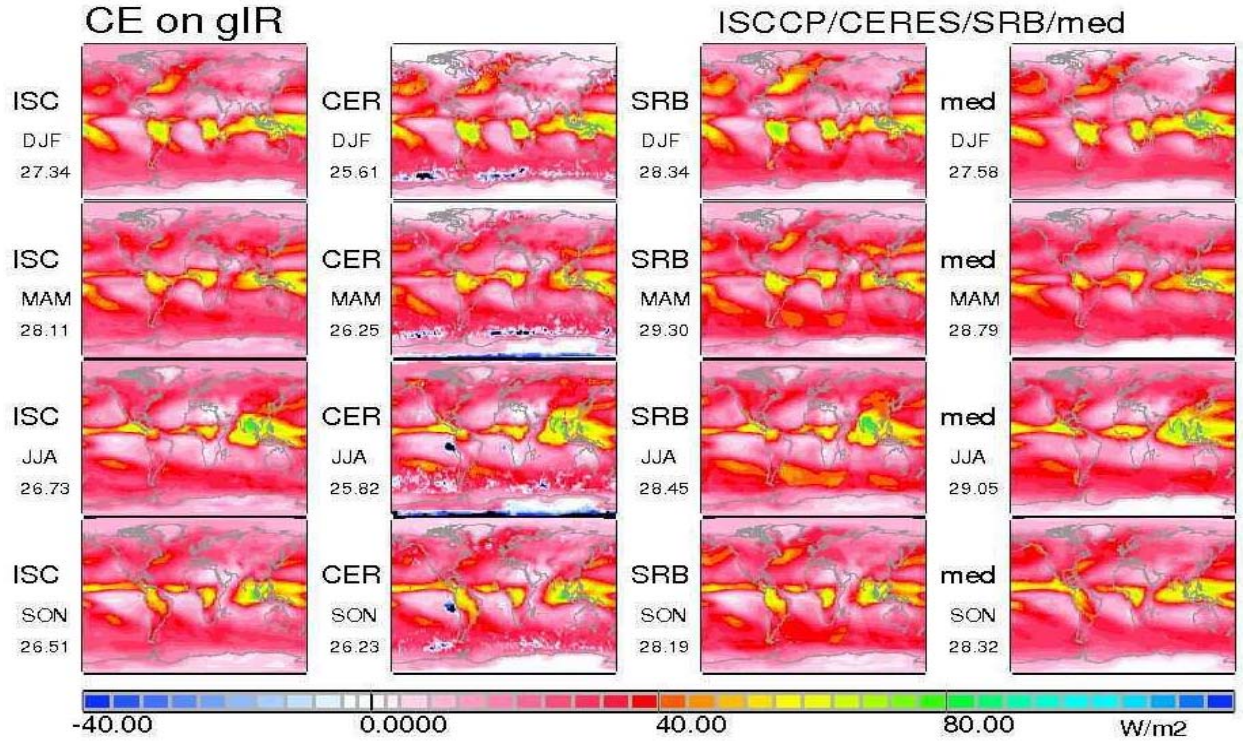 CE on gIR
ISCCP/CERES/SRB/med
ISC
DJF
27.34
CER
DJF
25.61
SRB
DJF
28.34
med
DJF
27.58
ISC
MAM
28.11
CER
MAM
26.25
SRB
MAM
29.30
med
MAM
28.79
ISC
JJA
26.73
CER
JJA
25.82
SRB
JJA
28.45
med
JJA
29.05
ISC
SON
26.51
CER
SON
26.23
SRB
SON
28.19
med
SON
28.32
-40.00 0.0000 40.00 80.00 W/m2